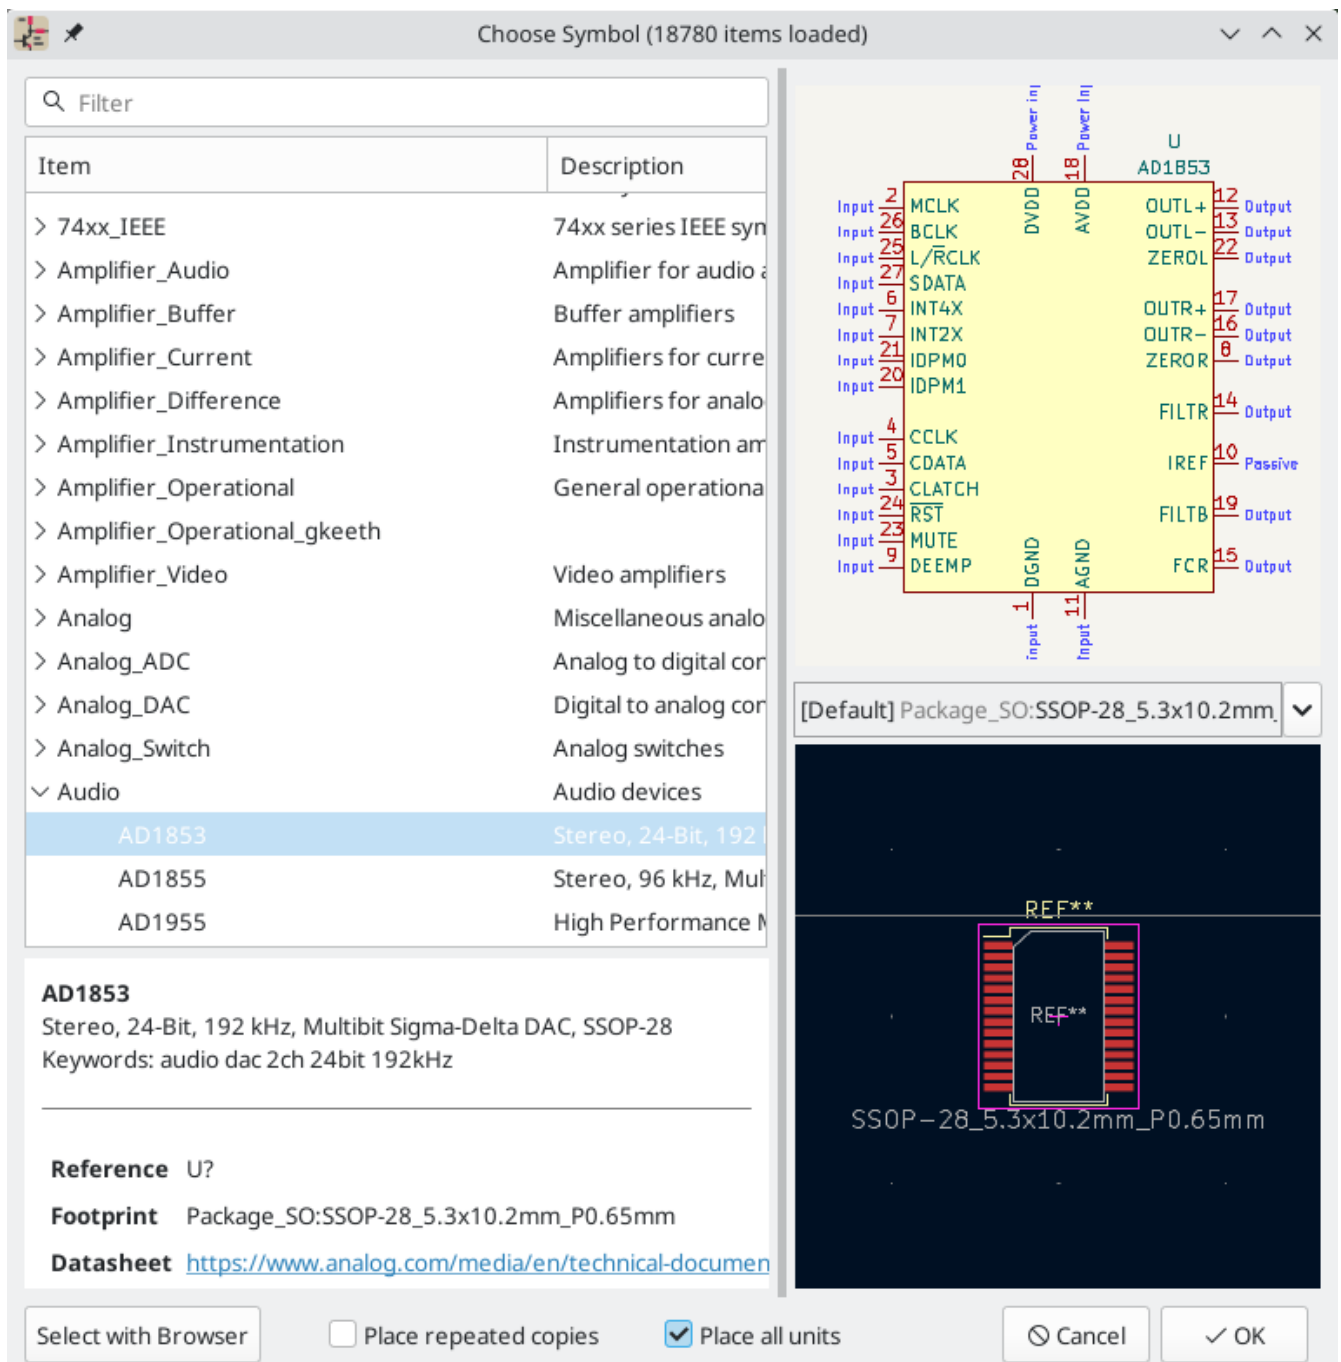 Choose Symbol (18780 items loaded)
Filter
Item Description
74xx_IEEE 74xx series IEEE syn
Amplifier_Audio Amplifier for audio a
Amplifier_Buffer Buffer amplifiers
Amplifier_Current Amplifiers for curre
Amplifier_Difference Amplifiers for analo
Amplifier_Instrumentation Instrumentation am
Amplifier_Operational General operationa
Amplifier_Operational_gkeeth
Amplifier_Video Video amplifiers
Analog Miscellaneous analo
Analog_ADC Analog to digital con
Analog_DAC Digital to analog con
Analog_Switch Analog switches
Audio Audio devices
AD1853 Stereo, 24-Bit, 192
AD1855 Stereo, 96 kHz, Mul
AD1955 High Performance M
AD1853
Stereo, 24-Bit, 192 kHz, Multibit Sigma-Delta DAC, SSOP-28
Keywords: audio dac 2ch 24bit 192kHz
Reference U?
Footprint Package_SO:SSOP-28_5.3x10.2mm_P0.65mm
Datasheet https://www.analog.com/media/en/technical-documen
Power inp
Power Inp
28
18
U
AD1853
DVDD
AVDD
Input 2 MCLK OUTL+ 12 Output
Input 26 BCLK OUTL- 13 Output
Input 25 L/RCLK ZEROL 22 Output
Input 27 SDATA
Input 6 INT4X OUTR+ 17 Output
Input 7 INT2X OUTR- 16 Output
Input 21 IDPM0 ZEROR 8 Output
Input 20 IDPM1
FILTR 14 Output
Input 4 CCLK
Input 5 CDATA IREF 10 Passive
Input 3 CLATCH
Input 24 RST FILTB 19 Output
Input 23 MUTE
Input 9 DEEMP FCR 15 Output
DGND
AGND
1
11
input
input
[Default] Package_SO:SSOP-28_5.3x10.2mm_
REF**
REF**
SSOP-28_5.3x10.2mm_P0.65mm
Select with Browser Place repeated copies Place all units Cancel OK